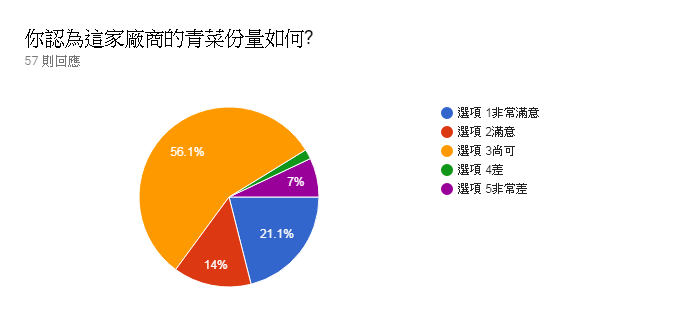 你認為這家廠商的青菜份量如何?
57 則回應
選項 1非常滿意
選項 2滿意
選項 3尚可
選項 4差
選項 5非常差
56.1%
7%
21.1%
14%